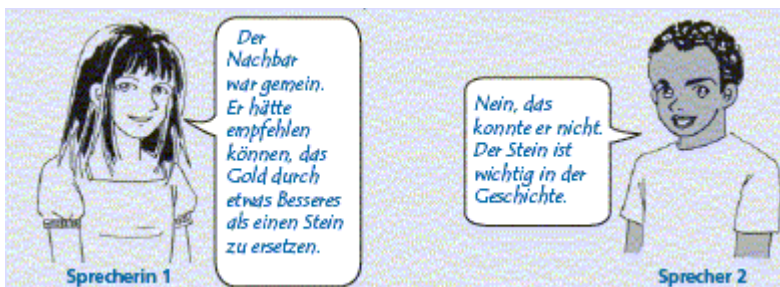 Der
Nachbar
war gemein.
Er hätte
empfehlen
können, das
Gold durch
etwas Besseres
als einen Stein
zu ersetzen.
Nein, das
konnte er nicht.
Der Stein ist
wichtig in der
Geschichte.
Sprecherin 1
Sprecher 2